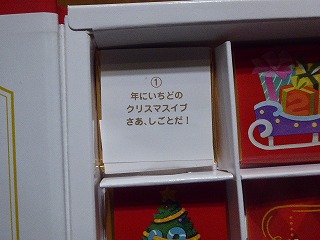 ①
年にいちどの
クリスマスイブ
さあ、しごとだ！
2